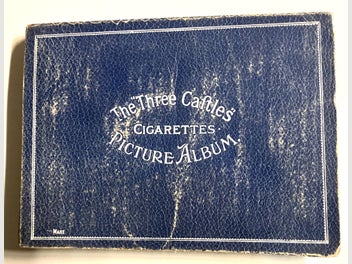 The "Three Castles"
CIGARETTES
PICTURE ALBUM